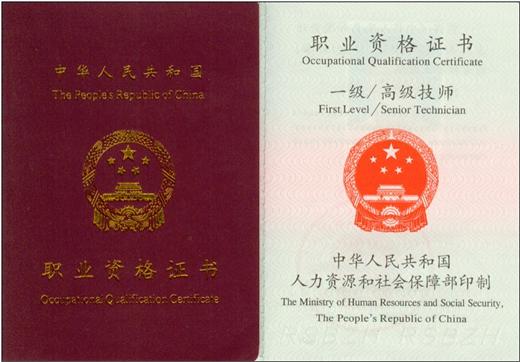 中华人民共和国
The People's Republic of China
职业资格证书
Occupational Qualification Certificate
职业资格证书
Occupational Qualification Certificate
一级/高级技师
First Level/Senior Technician
中华人民共和国
人力资源和社会保障部印制
The Ministry of Human Resources and Social Security,
The People's Republic of China